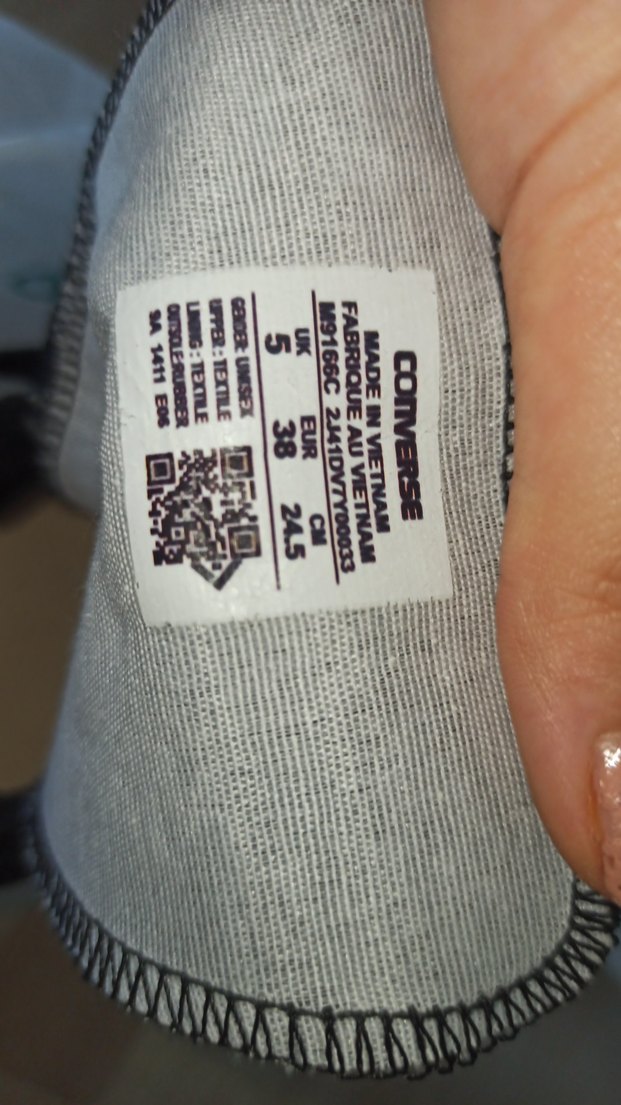 CONVERSE
MADE IN VIETNAM
FABRIQUE AU VIETNAM
M9166C 2J41DV7Y00033
UK EUR CM
5 38 24.5
GENDER: UNISEX
UPPER : TEXTILE
LINING : TEXTILE
OUTSOLE:RUBBER
SA 1411 E06